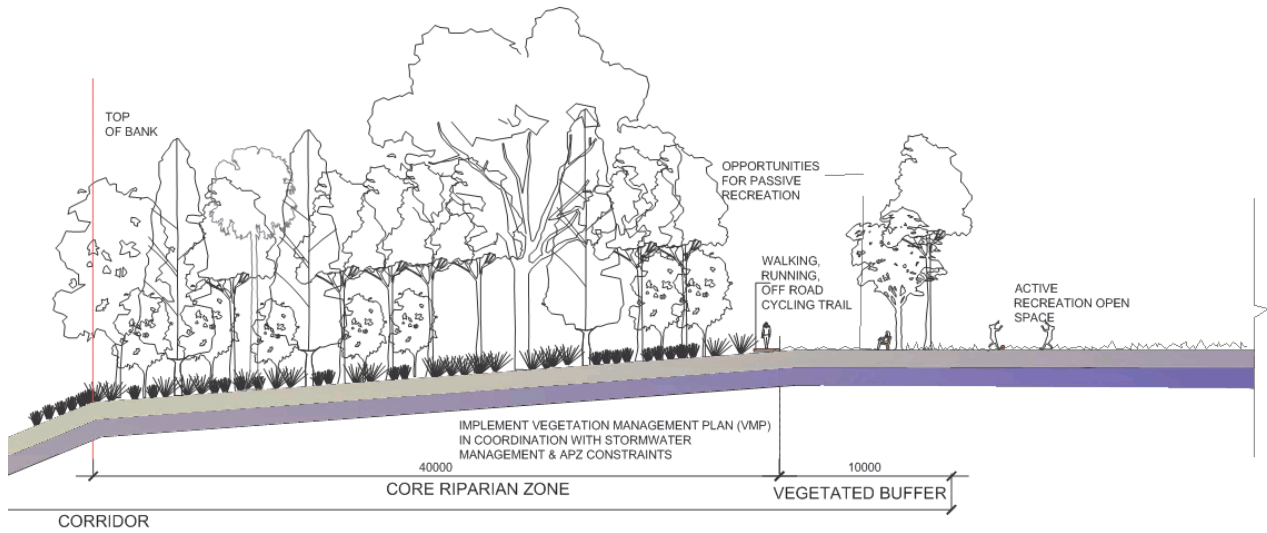 TOP
OF BANK
OPPORTUNITIES
FOR PASSIVE
RECREATION
WALKING,
RUNNING,
OFF ROAD
CYCLING TRAIL
ACTIVE
RECREATION OPEN
SPACE
IMPLEMENT VEGETATION MANAGEMENT PLAN (VMP)
IN COORDINATION WITH STORMWATER
MANAGEMENT & APZ CONSTRAINTS
40000
10000
CORE RIPARIAN ZONE
VEGETATED BUFFER
CORRIDOR